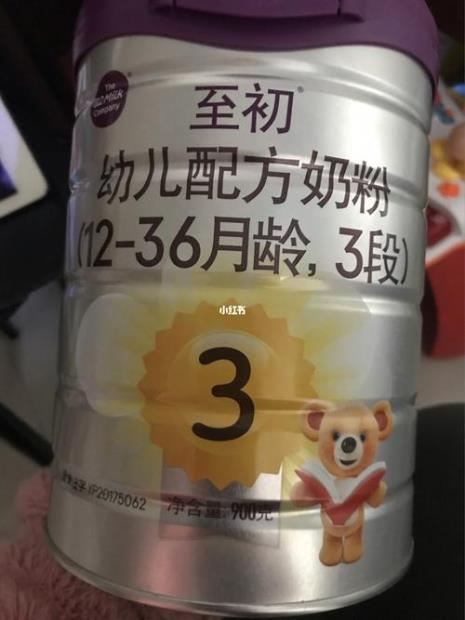 The
a2 Milk
Company
至初®
幼儿配方奶粉
(12-36月龄, 3段)
小红书
3
YP20175062
净含量:900克